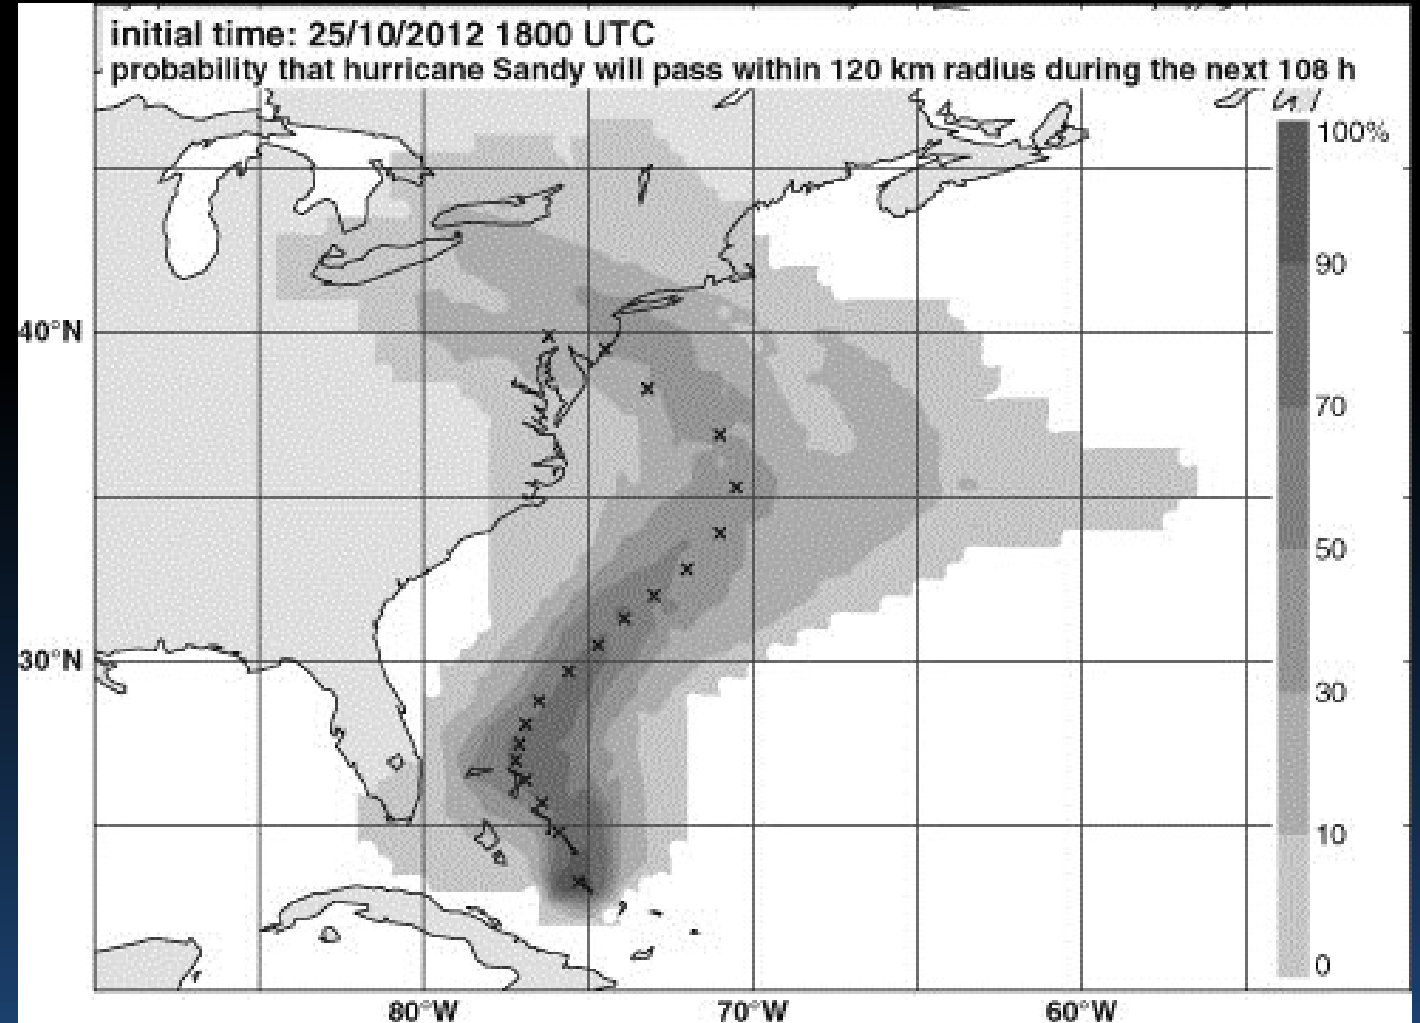 initial time: 25/10/2012 1800 UTC
probability that hurricane Sandy will pass within 120 km radius during the next 108 h
100%
90
70
50
30
10
0
40°N
30°N
80°W
70°W
60°W